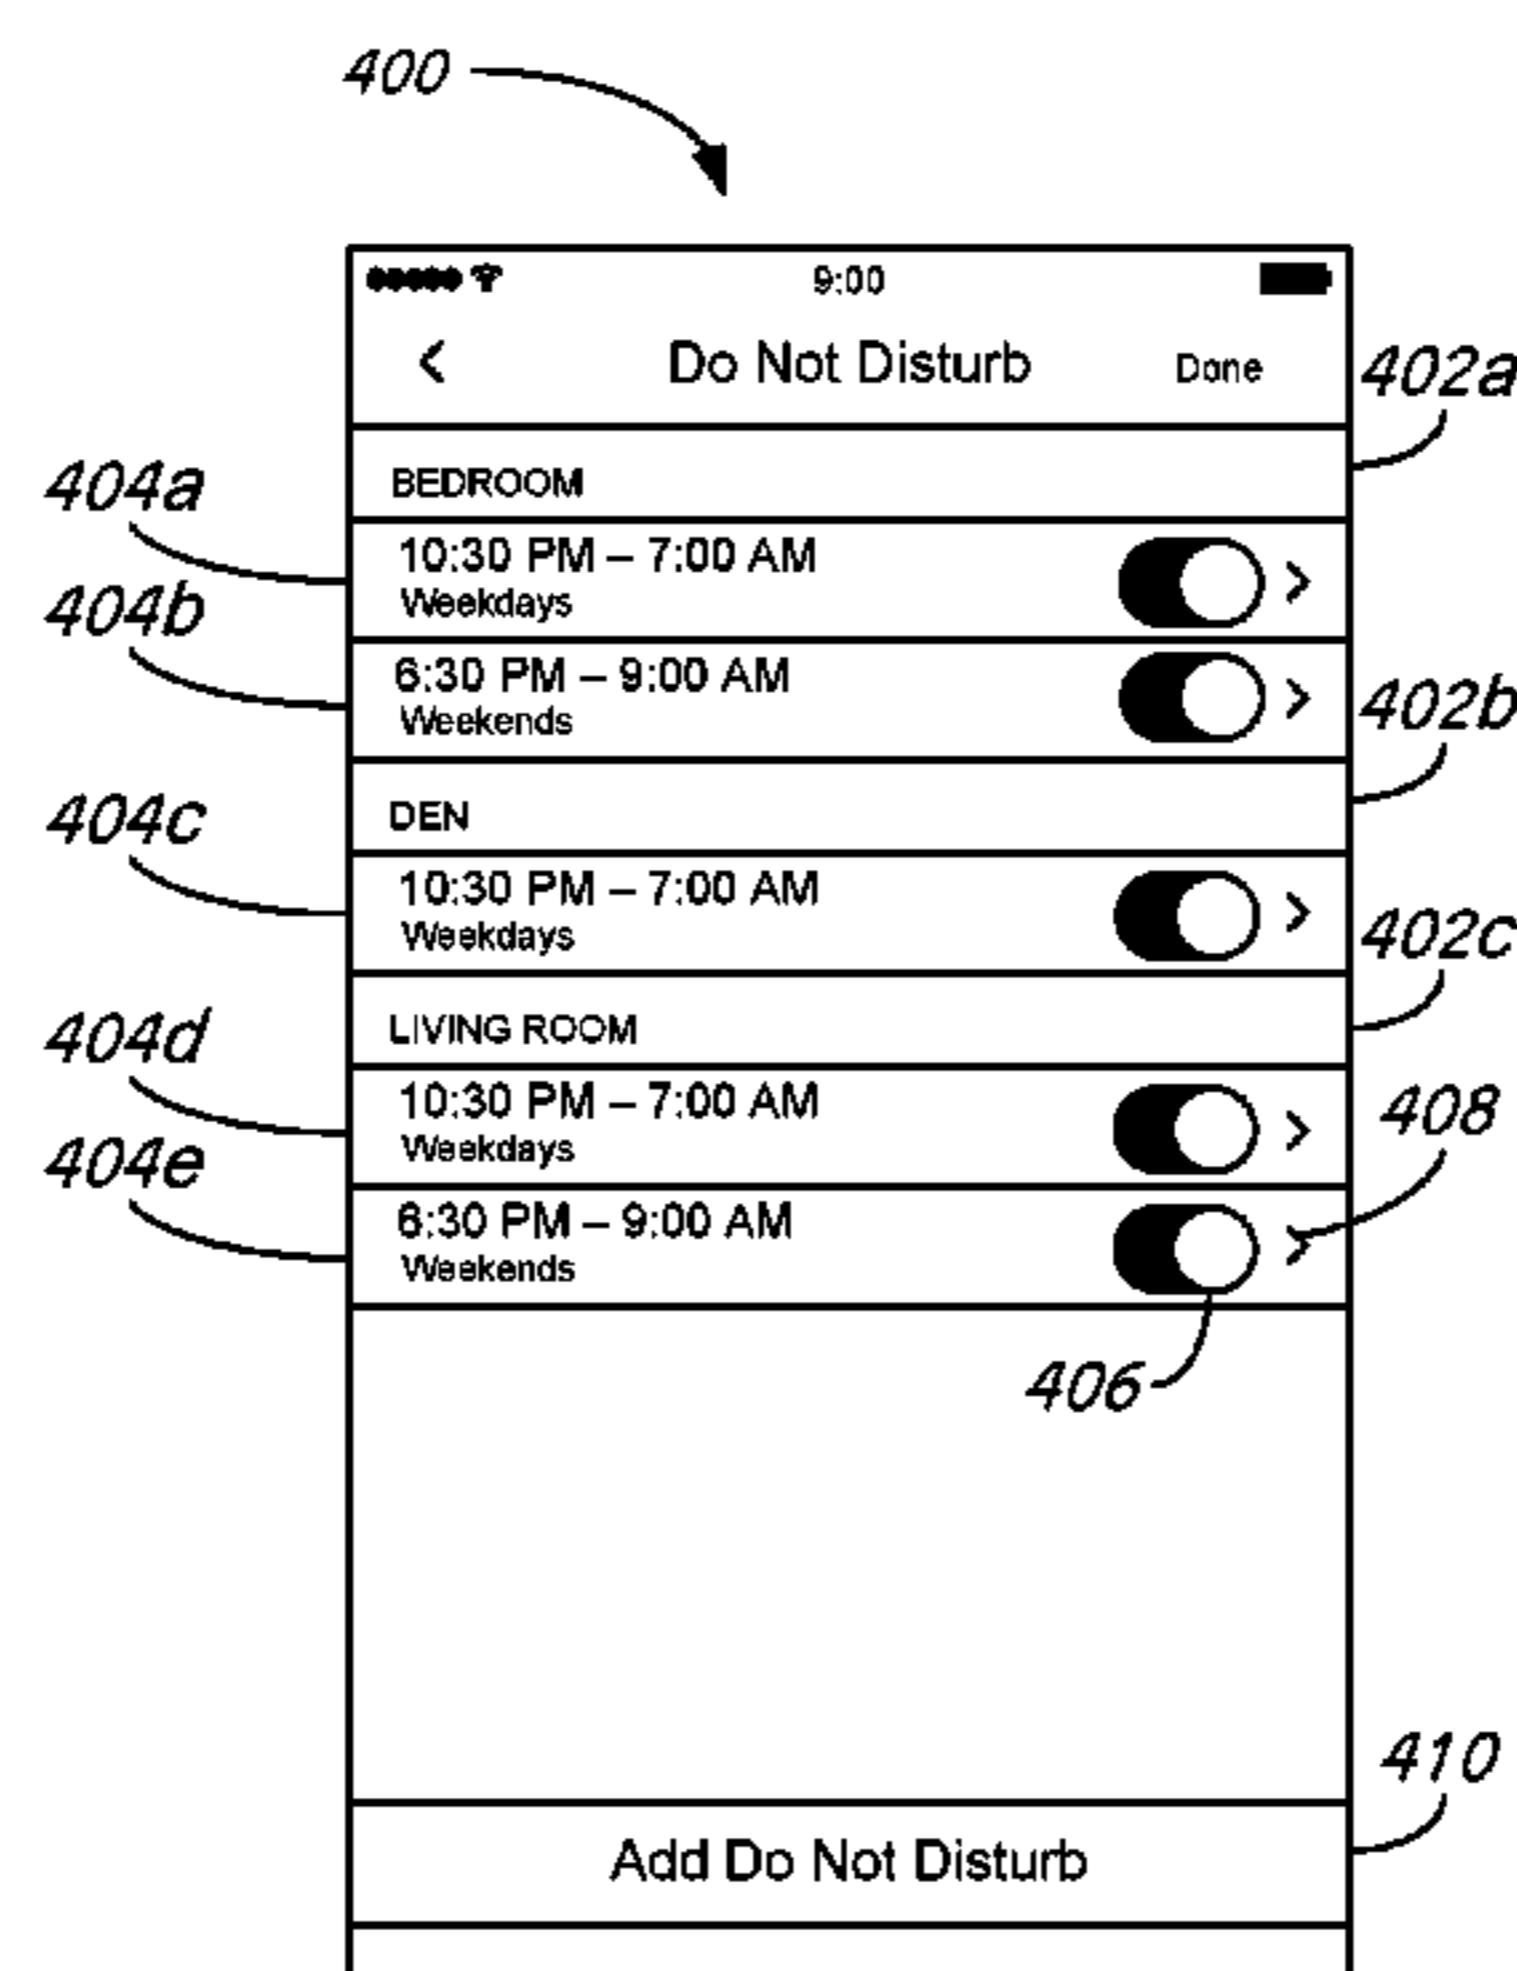 400
9:00
< Do Not Disturb Done
402a
BEDROOM
404a
10:30 PM – 7:00 AM
Weekdays
404b
6:30 PM – 9:00 AM
Weekends
402b
DEN
404c
10:30 PM – 7:00 AM
Weekdays
402c
LIVING ROOM
404d
10:30 PM – 7:00 AM
Weekdays
408
404e
6:30 PM – 9:00 AM
Weekends
406
410
Add Do Not Disturb